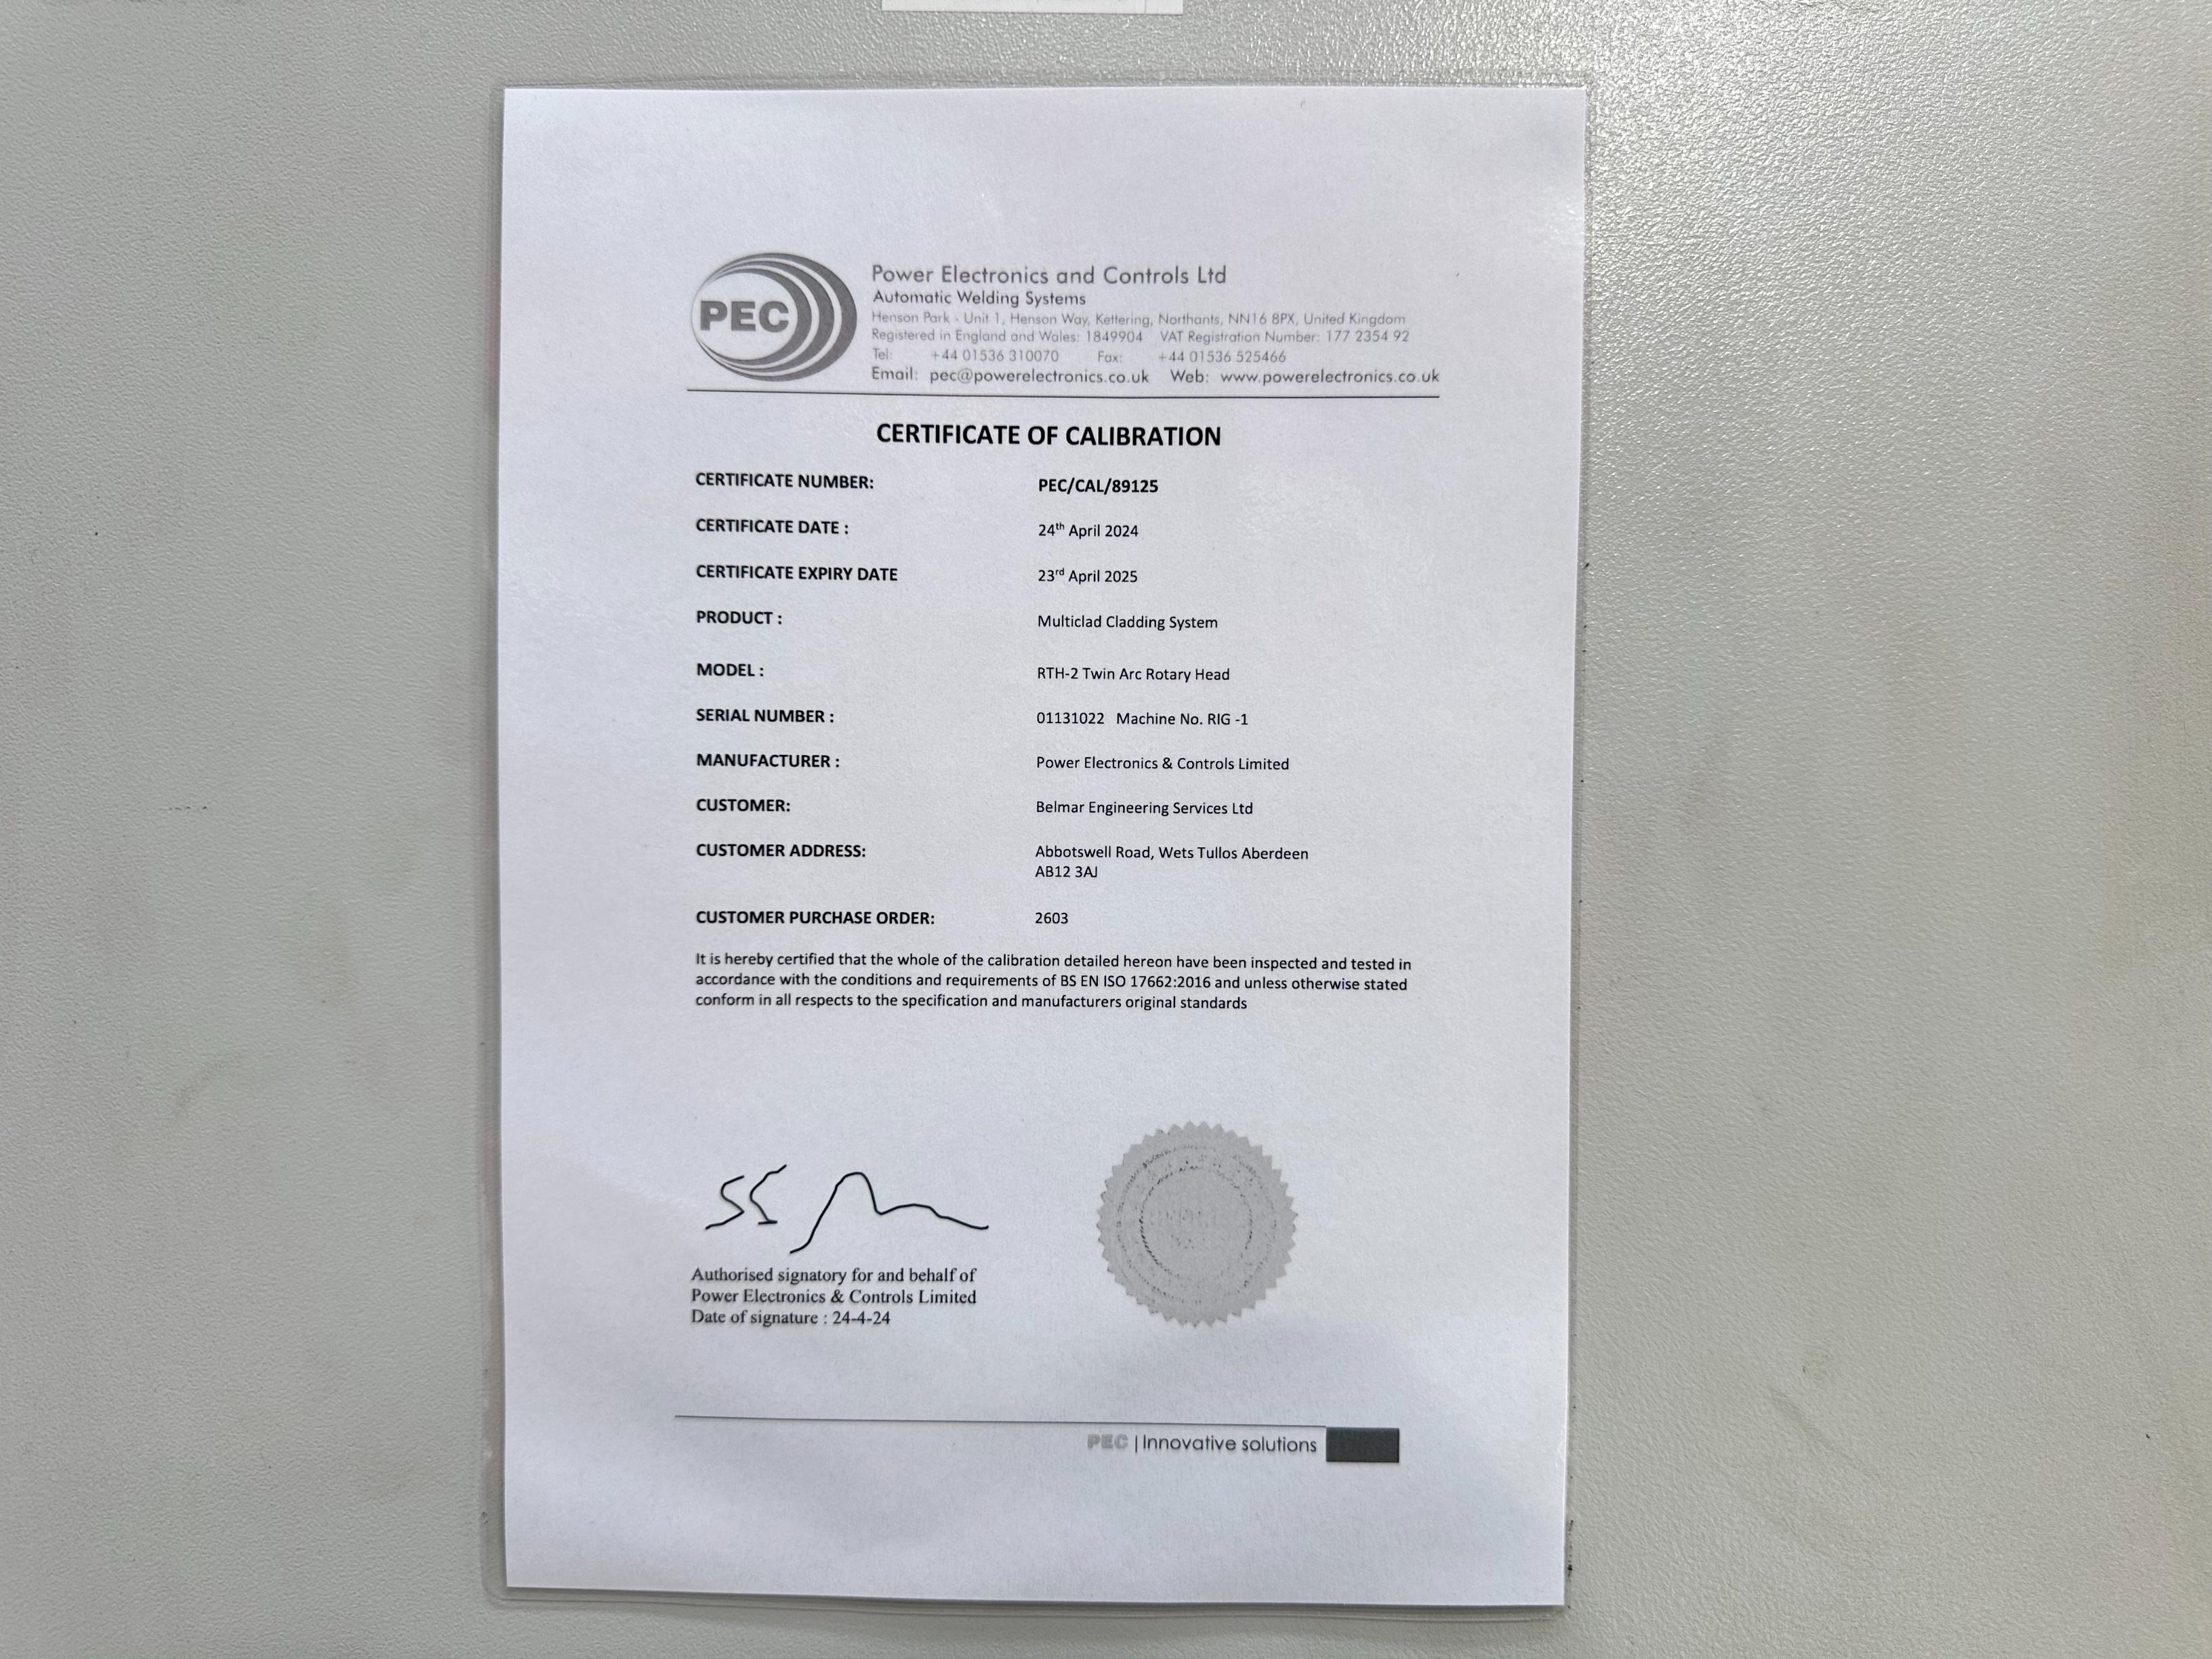 PEC
Power Electronics and Controls Ltd
Automatic Welding Systems
Henson Park - Unit 1, Henson Way, Kettering, Northants, NN16 8PX, United Kingdom
Registered in England and Wales: 1849904 VAT Registration Number: 177 2354 92
Tel: +44 01536 310070 Fax: +44 01536 525466
Email: pec@powerelectronics.co.uk Web: www.powerelectronics.co.uk
CERTIFICATE OF CALIBRATION
CERTIFICATE NUMBER: PEC/CAL/89125
CERTIFICATE DATE : 24th April 2024
CERTIFICATE EXPIRY DATE 23rd April 2025
PRODUCT : Multiclad Cladding System
MODEL : RTH-2 Twin Arc Rotary Head
SERIAL NUMBER : 01131022 Machine No. RIG -1
MANUFACTURER : Power Electronics & Controls Limited
CUSTOMER: Belmar Engineering Services Ltd
CUSTOMER ADDRESS: Abbotswell Road, Wets Tullos Aberdeen
AB12 3AJ
CUSTOMER PURCHASE ORDER: 2603
It is hereby certified that the whole of the calibration detailed hereon have been inspected and tested in
accordance with the conditions and requirements of BS EN ISO 17662:2016 and unless otherwise stated
conform in all respects to the specification and manufacturers original standards
Authorised signatory for and behalf of
Power Electronics & Controls Limited
Date of signature : 24-4-24
PEC | Innovative solutions